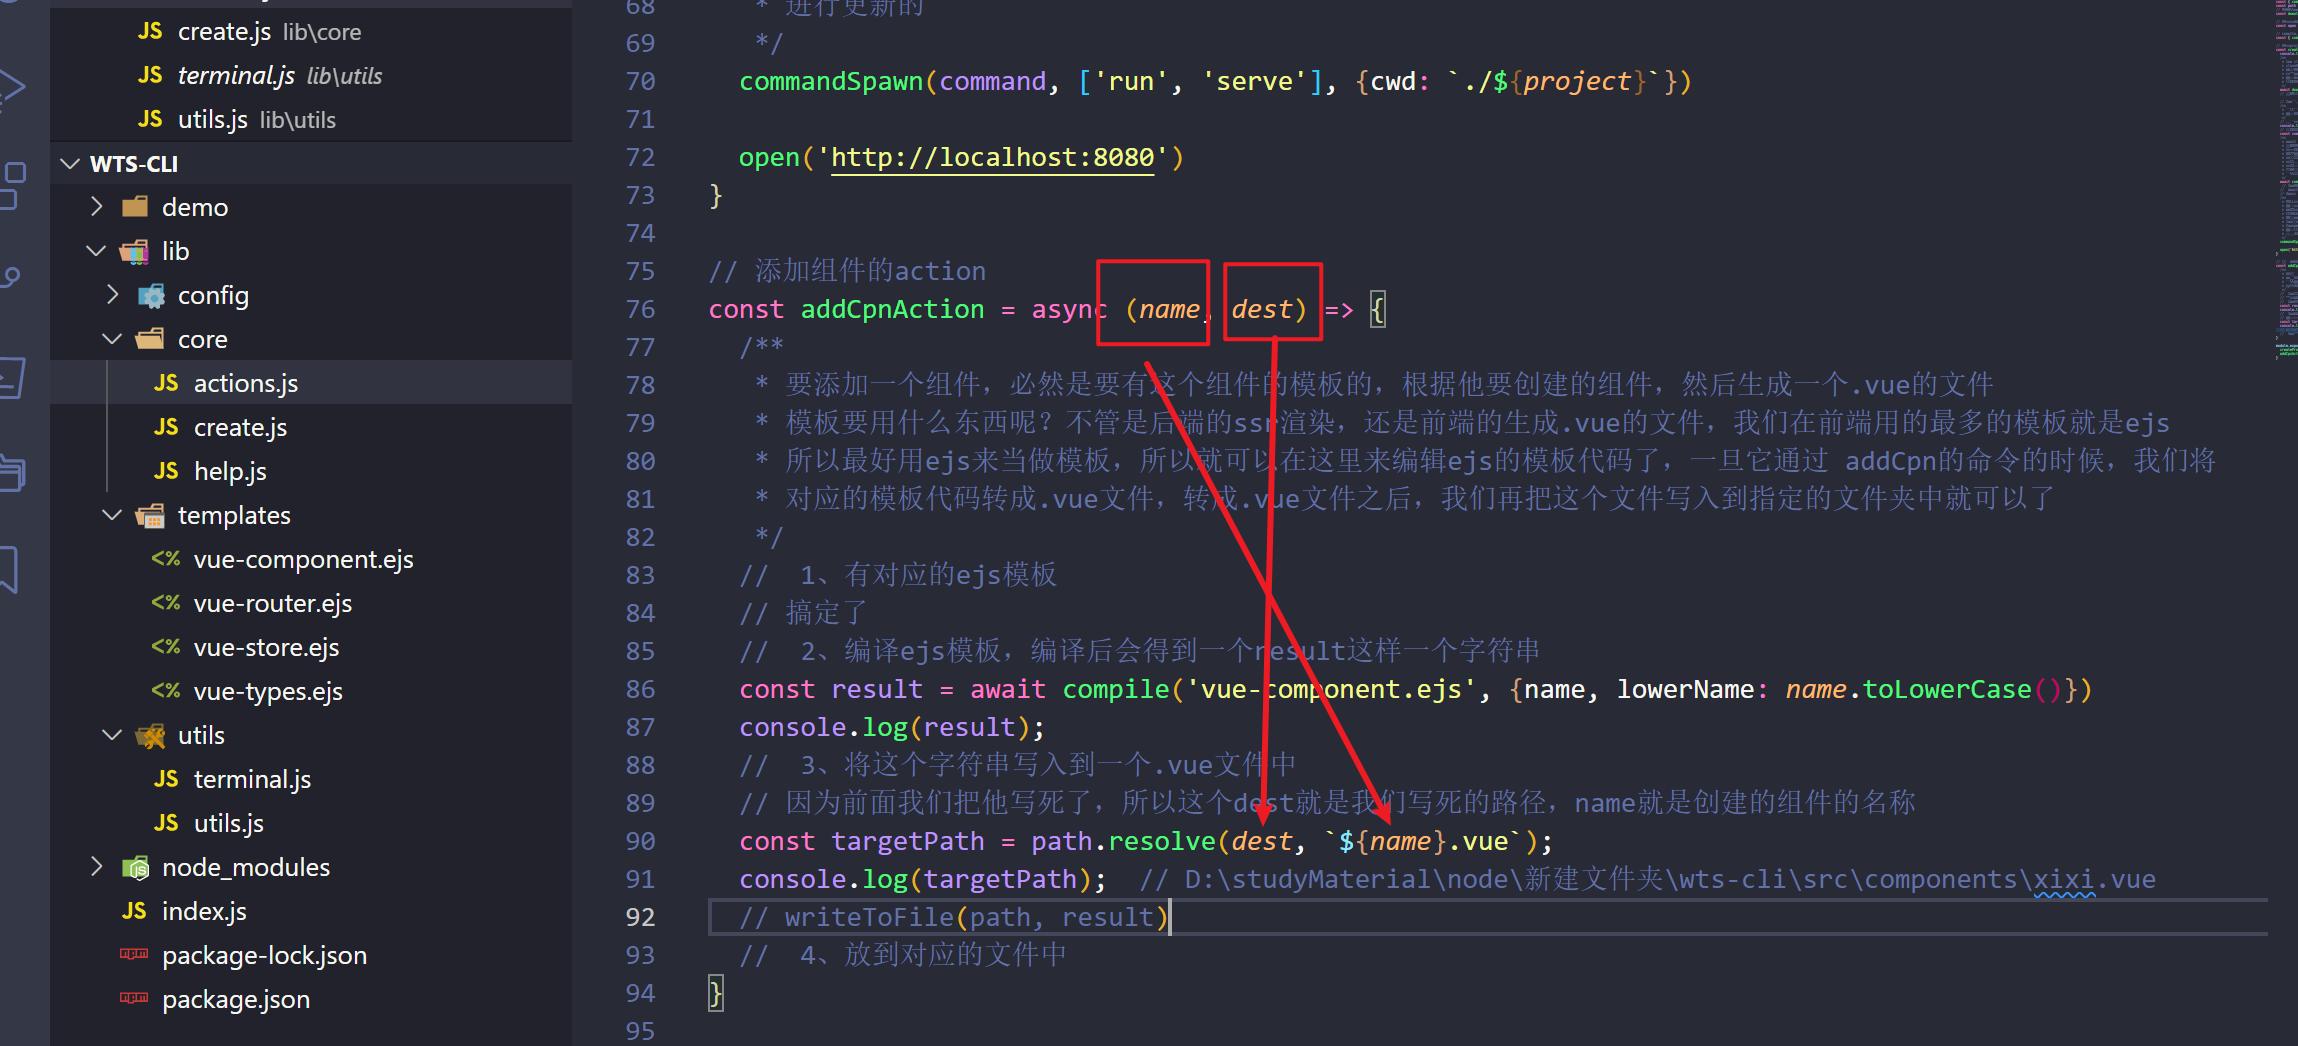 JS create.js lib\core
JS terminal.js lib\utils
JS utils.js lib\utils
WTS-CLI
demo
lib
config
core
JS actions.js
JS create.js
JS help.js
templates
<% vue-component.ejs
<% vue-router.ejs
<% vue-store.ejs
<% vue-types.ejs
utils
JS terminal.js
JS utils.js
node_modules
JS index.js
package-lock.json
package.json
68 * 进行更新的
69 */
70 commandSpawn(command, ['run', 'serve'], {cwd: `./${project}`})
71
72 open('http://localhost:8080')
73 }
74
75 // 添加组件的action
76 const addCpnAction = async (name, dest) => {
77 /**
78 * 要添加一个组件，必然是要有这个组件的模板的，根据他要创建的组件，然后生成一个.vue的文件
79 * 模板要用什么东西呢？不管是后端的ssr渲染，还是前端的生成.vue的文件，我们在前端用的最多的模板就是ejs
80 * 所以最好用ejs来当做模板，所以就可以在这里来编辑ejs的模板代码了，一旦它通过 addCpn的命令的时候，我们将
81 * 对应的模板代码转成.vue文件，转成.vue文件之后，我们再把这个文件写入到指定的文件夹中就可以了
82 */
83 // 1、有对应的ejs模板
84 // 搞定了
85 // 2、编译ejs模板，编译后会得到一个result这样一个字符串
86 const result = await compile('vue-component.ejs', {name, lowerName: name.toLowerCase()})
87 console.log(result);
88 // 3、将这个字符串写入到一个.vue文件中
89 // 因为前面我们把他写死了，所以这个dest就是我们写死的路径，name就是创建的组件的名称
90 const targetPath = path.resolve(dest, `${name}.vue`);
91 console.log(targetPath); // D:\studyMaterial\node\新建文件夹\wts-cli\src\components\xixi.vue
92 // writeToFile(path, result)
93 // 4、放到对应的文件中
94 }
95